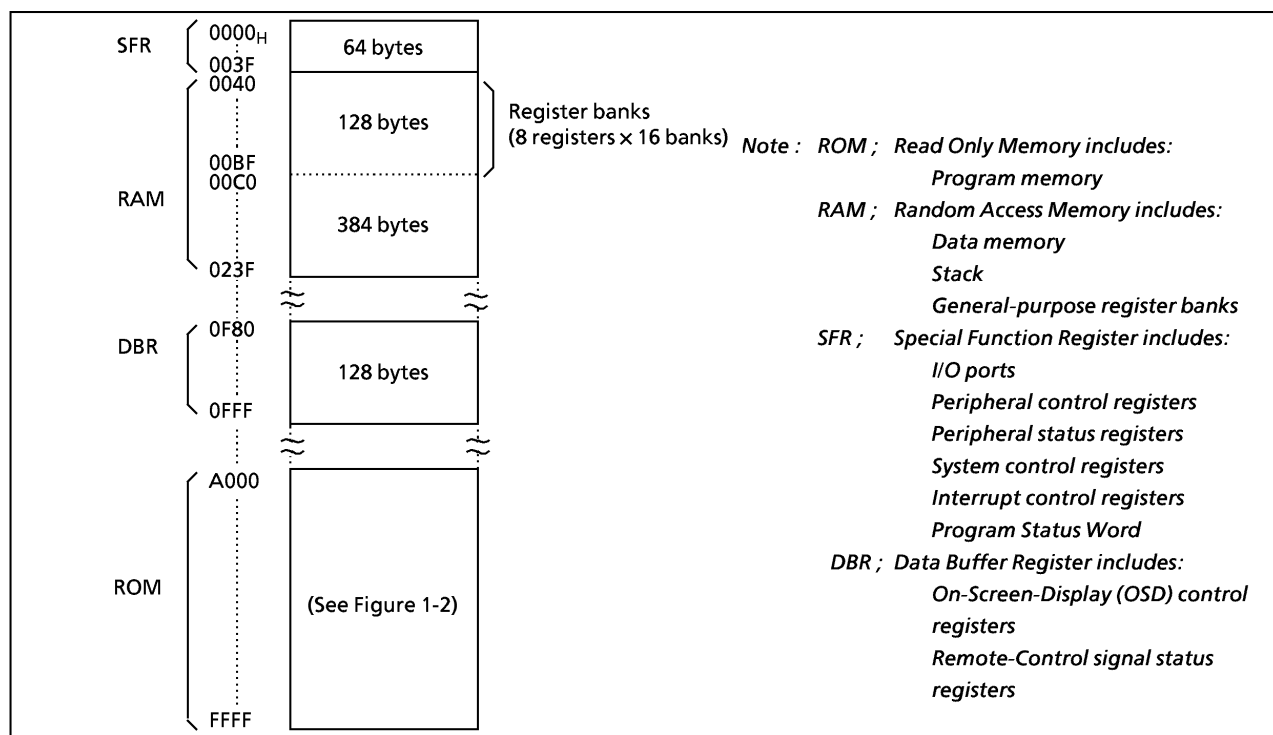 SFR
0000H
64 bytes
003F
0040
128 bytes
Register banks
(8 registers × 16 banks)
00BF
00C0
RAM
384 bytes
023F
0F80
DBR
128 bytes
0FFF
A000
ROM
(See Figure 1-2)
FFFF
Note : ROM ; Read Only Memory includes:
Program memory
RAM ; Random Access Memory includes:
Data memory
Stack
General-purpose register banks
SFR ; Special Function Register includes:
I/O ports
Peripheral control registers
Peripheral status registers
System control registers
Interrupt control registers
Program Status Word
DBR ; Data Buffer Register includes:
On-Screen-Display (OSD) control
registers
Remote-Control signal status
registers